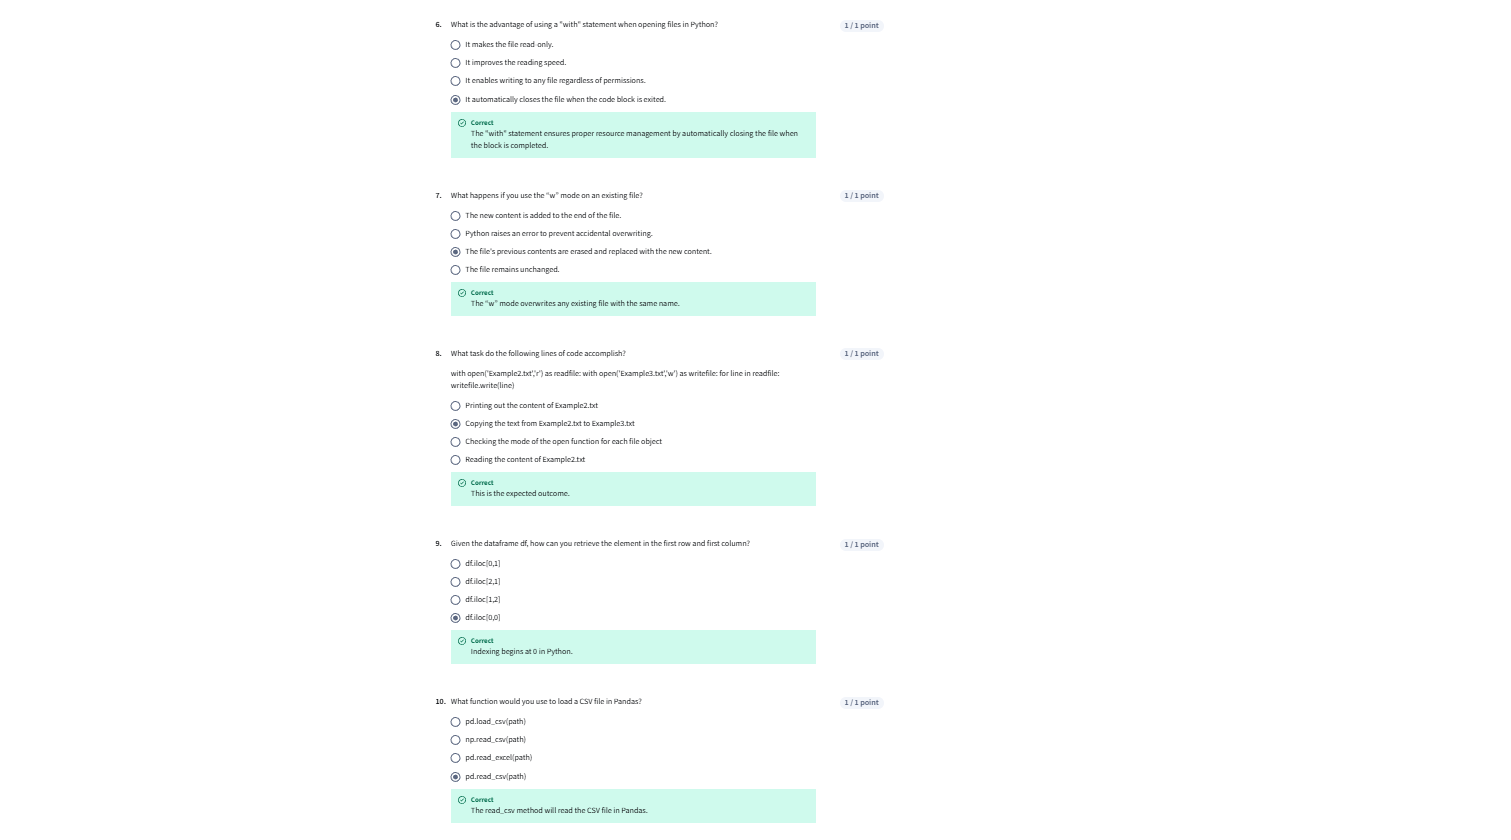 6. What is the advantage of using a "with" statement when opening files in Python?
1 / 1 point
It makes the file read-only.
It improves the reading speed.
It enables writing to any file regardless of permissions.
It automatically closes the file when the code block is exited.
Correct
The "with" statement ensures proper resource management by automatically closing the file when
the block is completed.
7. What happens if you use the “w” mode on an existing file?
1 / 1 point
The new content is added to the end of the file.
Python raises an error to prevent accidental overwriting.
The file's previous contents are erased and replaced with the new content.
The file remains unchanged.
Correct
The “w” mode overwrites any existing file with the same name.
8. What task do the following lines of code accomplish?
1 / 1 point
with open('Example2.txt','r') as readfile: with open('Example3.txt','w') as writefile: for line in readfile:
writefile.write(line)
Printing out the content of Example2.txt
Copying the text from Example2.txt to Example3.txt
Checking the mode of the open function for each file object
Reading the content of Example2.txt
Correct
This is the expected outcome.
9. Given the dataframe df, how can you retrieve the element in the first row and first column?
1 / 1 point
df.iloc[0,1]
df.iloc[2,1]
df.iloc[1,2]
df.iloc[0,0]
Correct
Indexing begins at 0 in Python.
10. What function would you use to load a CSV file in Pandas?
1 / 1 point
pd.load_csv(path)
np.read_csv(path)
pd.read_excel(path)
pd.read_csv(path)
Correct
The read_csv method will read the CSV file in Pandas.